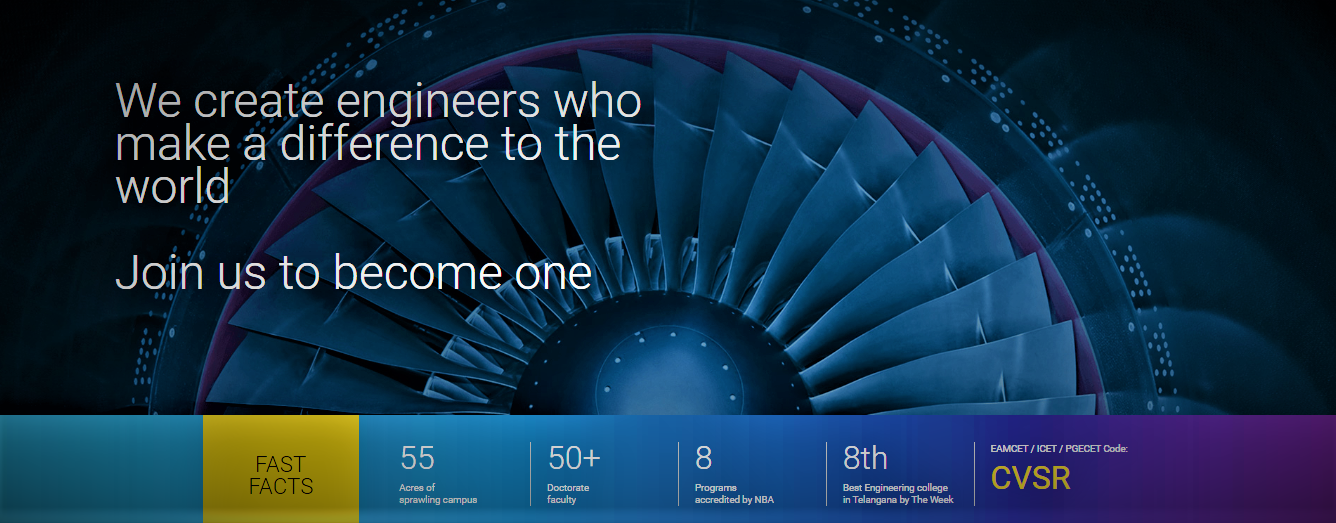 We create engineers who
make a difference to the
world
Join us to become one
FAST
FACTS
55
Acres of
sprawling campus
50+
Doctorate
faculty
8
Programs
accredited by NBA
8th
Best Engineering college
in Telangana by The Week
EAMCET / ICET / PGECET Code:
CVSR